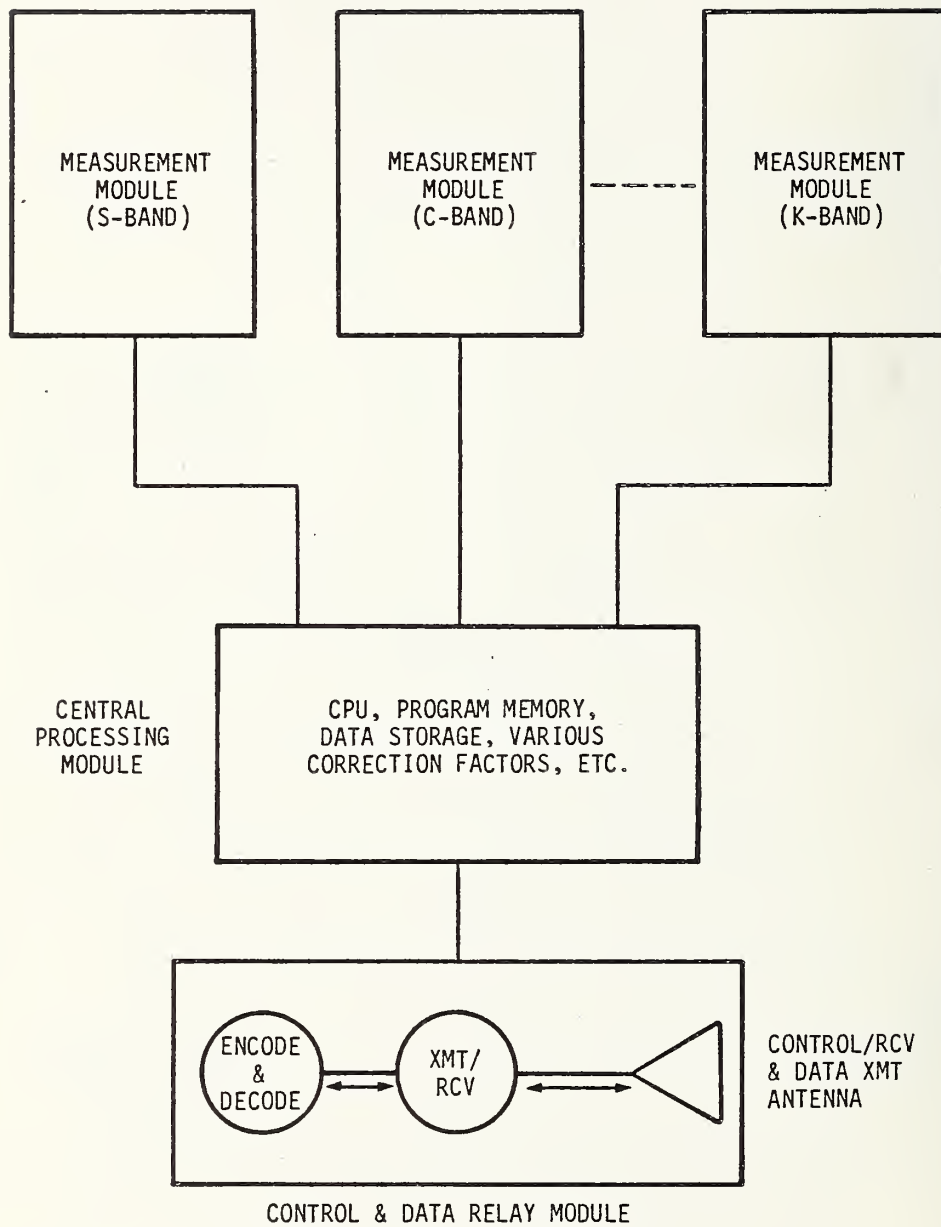 MEASUREMENT
MODULE
(S-BAND)
MEASUREMENT
MODULE
(C-BAND)
MEASUREMENT
MODULE
(K-BAND)
CENTRAL
PROCESSING
MODULE
CPU, PROGRAM MEMORY,
DATA STORAGE, VARIOUS
CORRECTION FACTORS, ETC.
ENCODE
&
DECODE
XMT/
RCV
CONTROL/RCV
& DATA XMT
ANTENNA
CONTROL & DATA RELAY MODULE